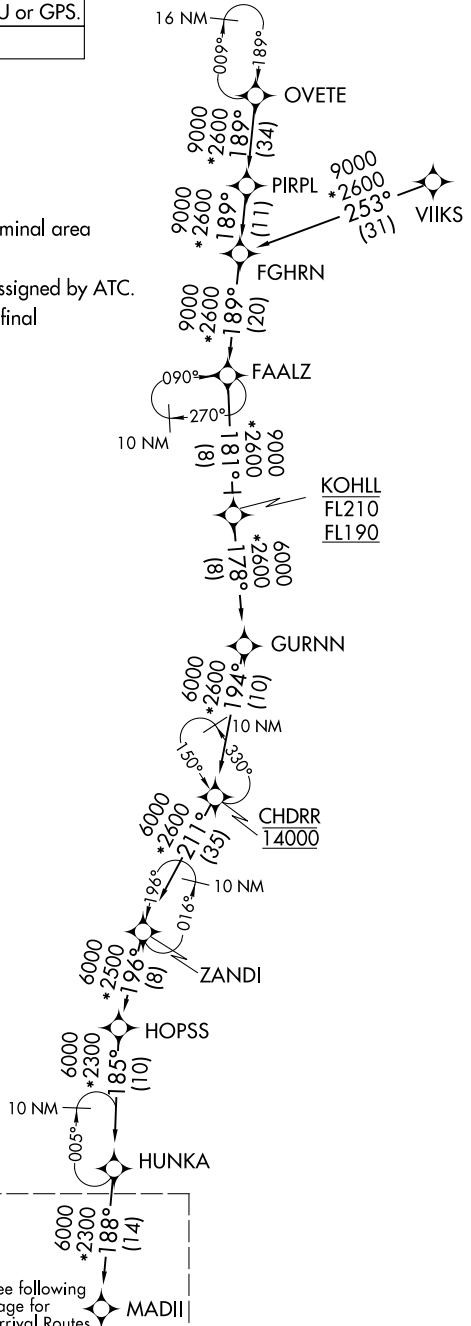 U or GPS.
16 NM
009°
189°
OVETE
9000
*2600
189°
(34)
PIRPL
9000
*2600
253°
(31)
VIIKS
minal area
9000
*2600
189°
(11)
FGHRN
ssigned by ATC.
final
9000
*2600
189°
(20)
090°
FAALZ
270°
10 NM
9000
*2600
181°
(8)
KOHLL
FL210
FL190
6000
*2600
178°
(8)
GURNN
6000
*2600
194°
(10)
10 NM
150°
330°
CHDRR
14000
6000
*2600
211°
(35)
196°
10 NM
016°
ZANDI
6000
*2500
196°
(8)
HOPSS
6000
*2300
185°
(10)
10 NM
005°
HUNKA
6000
*2300
188°
(14)
ee following
age for
rrival Routes
MADII